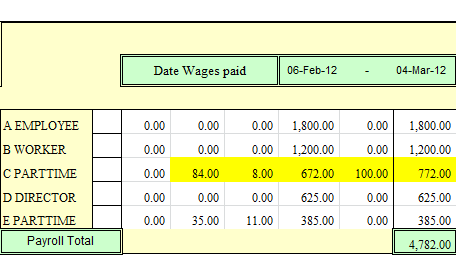 Date Wages paid 06-Feb-12 - 04-Mar-12
A EMPLOYEE 0.00 0.00 0.00 1,800.00 0.00 1,800.00
B WORKER 0.00 0.00 0.00 1,200.00 0.00 1,200.00
C PARTTIME 0.00 84.00 8.00 672.00 100.00 772.00
D DIRECTOR 0.00 0.00 0.00 625.00 0.00 625.00
E PARTTIME 0.00 35.00 11.00 385.00 0.00 385.00
Payroll Total 4,782.00